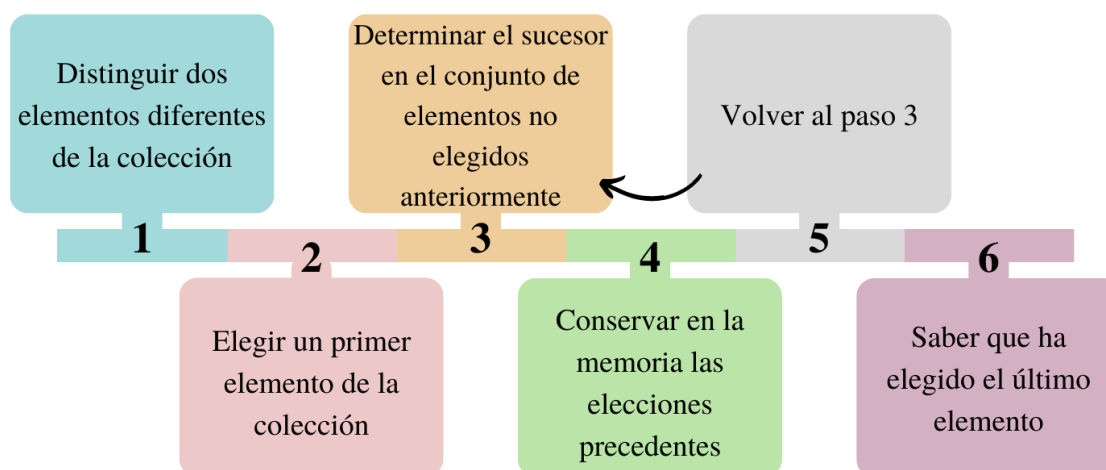 Distinguir dos
elementos diferentes
de la colección
1
Elegir un primer
elemento de la
colección
2
Determinar el sucesor
en el conjunto de
elementos no
elegidos
anteriormente
3
Conservar en la
memoria las
elecciones
precedentes
4
Volver al paso 3
5
Saber que ha
elegido el último
elemento
6